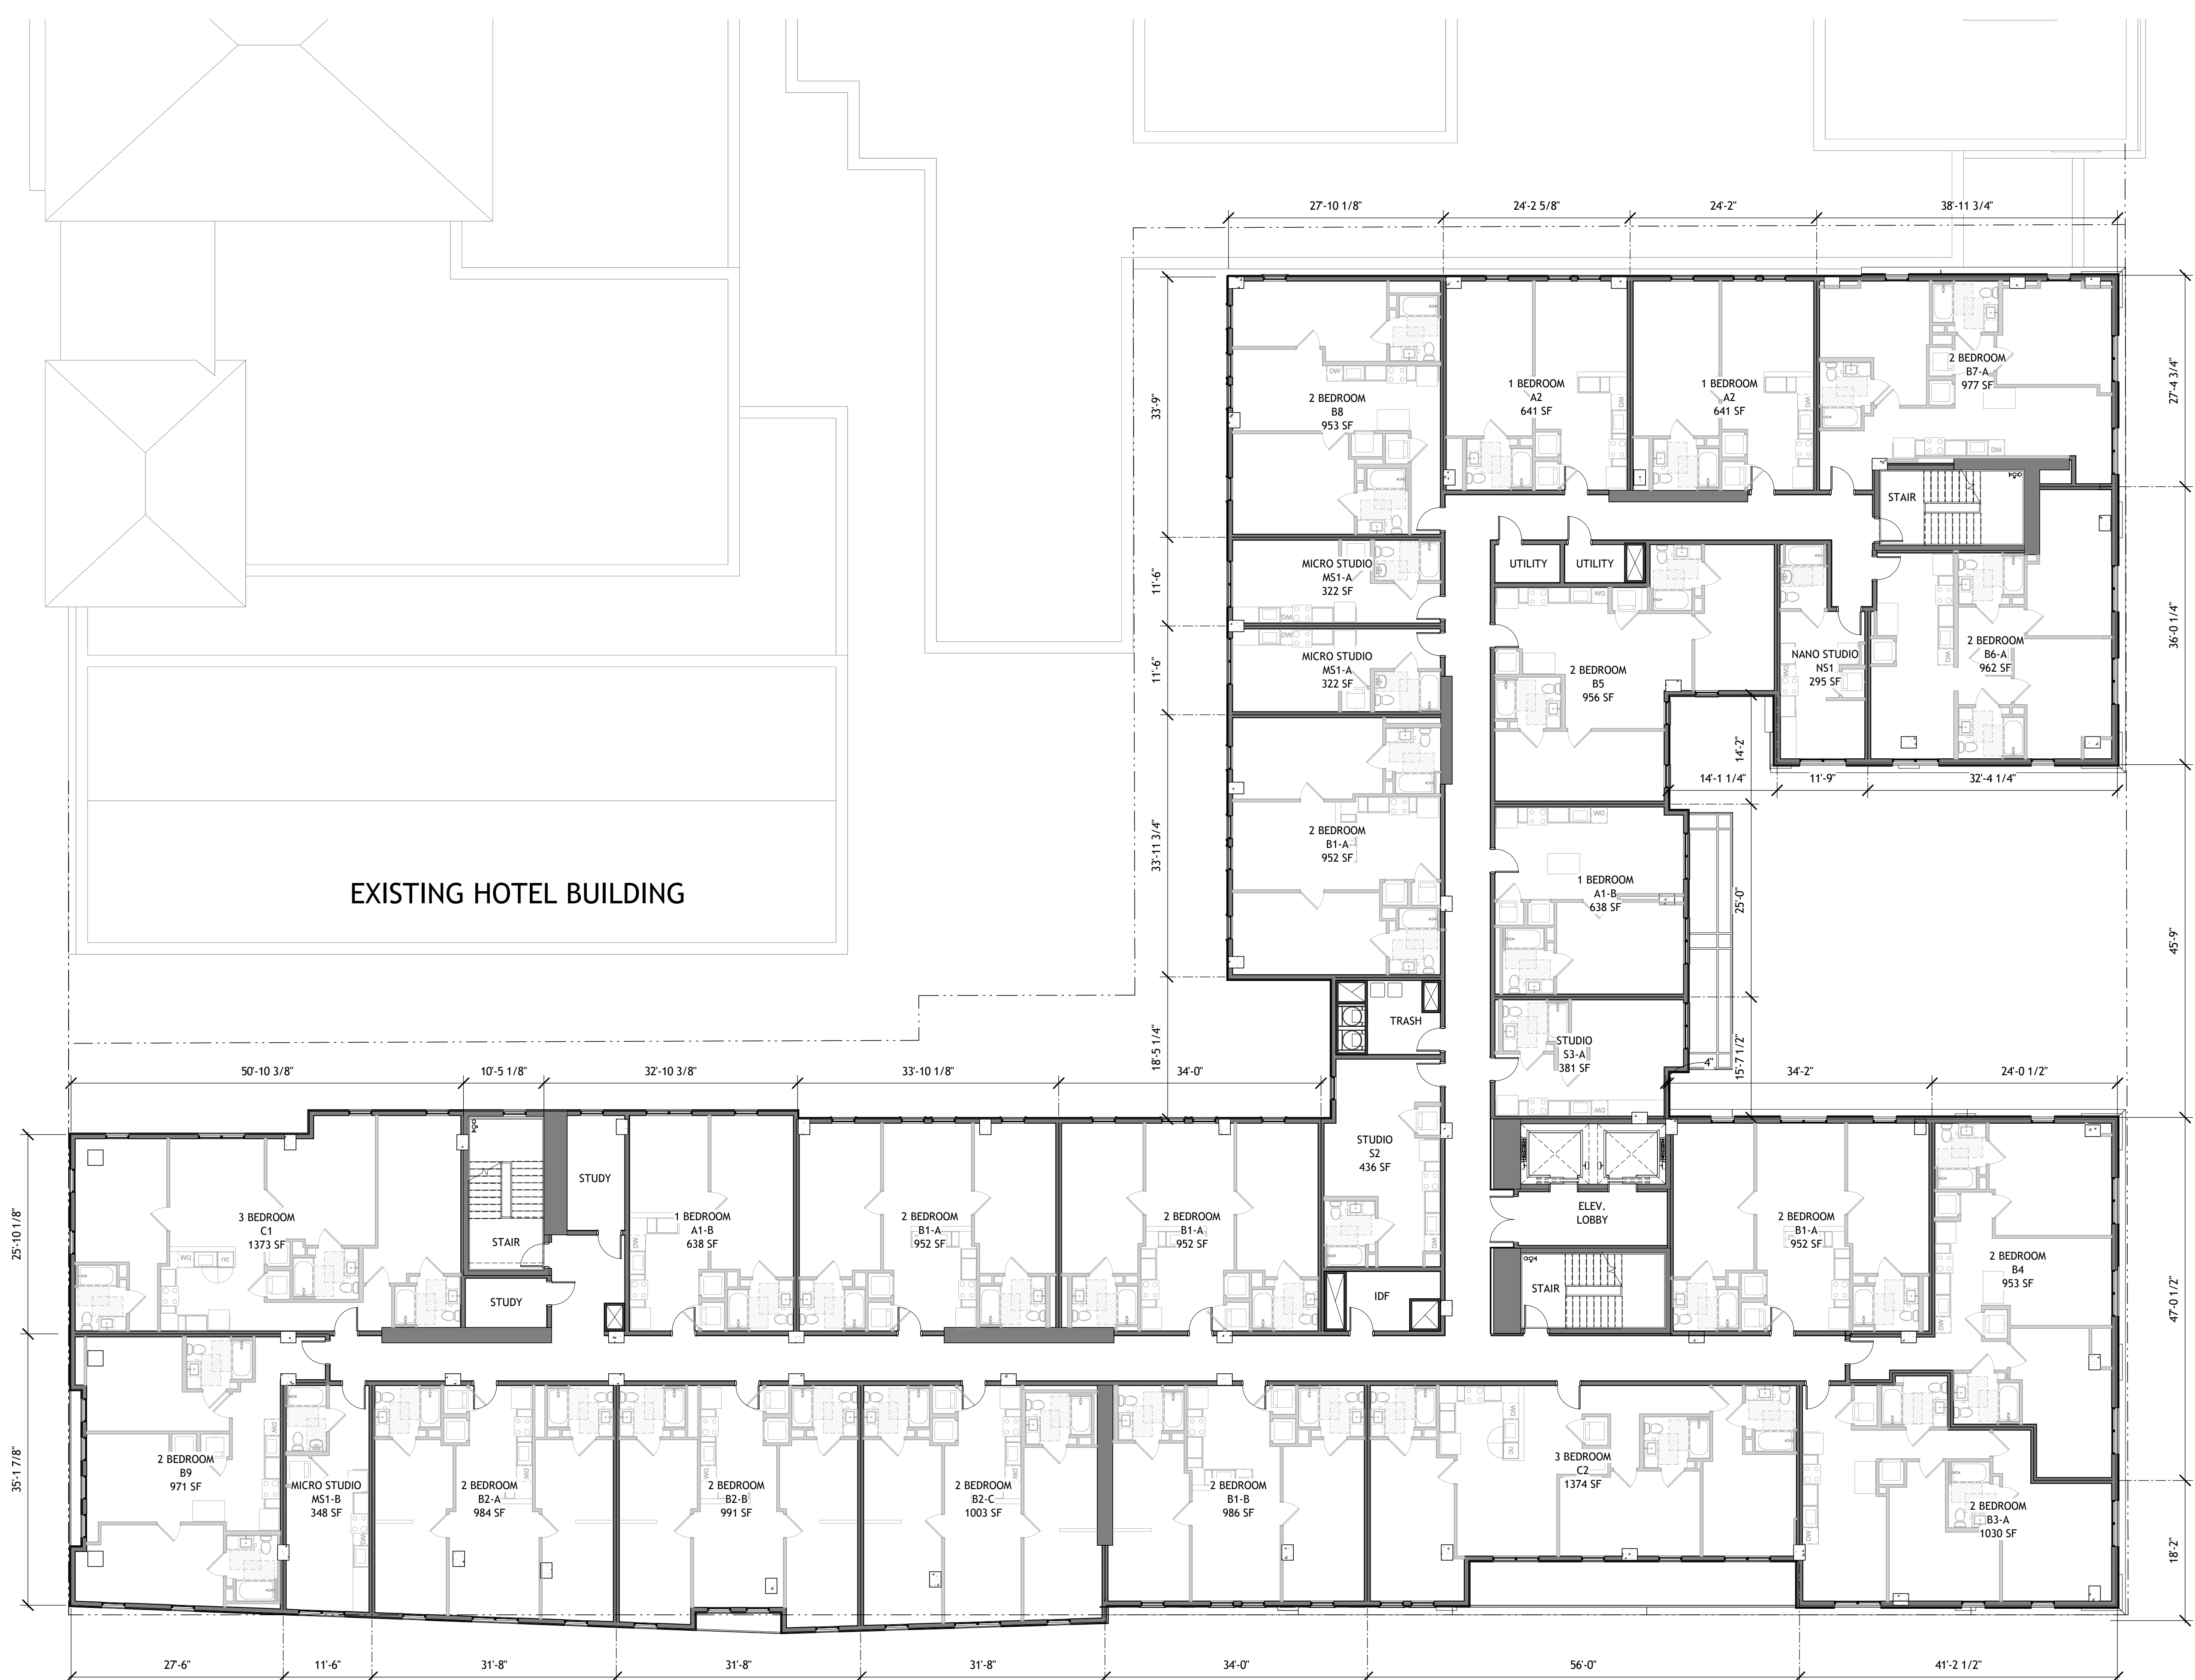 27'-10 1/8"
24'-2 5/8"
24'-2"
38'-11 3/4"
33'-9"
11'-6"
11'-6"
33'-11 3/4"
18'-5 1/4"
27'-4 3/4"
36'-0 1/4"
45'-9"
47'-0 1/2"
18'-2"
2 BEDROOM
B8
953 SF
1 BEDROOM
A2
641 SF
1 BEDROOM
A2
641 SF
2 BEDROOM
B7-A
977 SF
STAIR
UTILITY
UTILITY
MICRO STUDIO
MS1-A
322 SF
MICRO STUDIO
MS1-A
322 SF
2 BEDROOM
B5
956 SF
NANO STUDIO
NS1
295 SF
2 BEDROOM
B6-A
962 SF
14'-2"
14'-1 1/4"
11'-9"
32'-4 1/4"
2 BEDROOM
B1-A
952 SF
1 BEDROOM
A1-B
638 SF
25'-0"
EXISTING HOTEL BUILDING
TRASH
STUDIO
S3-A
381 SF
15'-7 1/2"
4"
50'-10 3/8"
10'-5 1/8"
32'-10 3/8"
33'-10 1/8"
34'-0"
34'-2"
24'-0 1/2"
25'-10 1/8"
35'-1 7/8"
3 BEDROOM
C1
1373 SF
STAIR
STUDY
STUDY
1 BEDROOM
A1-B
638 SF
2 BEDROOM
B1-A
952 SF
2 BEDROOM
B1-A
952 SF
STUDIO
S2
436 SF
IDF
ELEV.
LOBBY
STAIR
2 BEDROOM
B1-A
952 SF
2 BEDROOM
B4
953 SF
2 BEDROOM
B9
971 SF
MICRO STUDIO
MS1-B
348 SF
2 BEDROOM
B2-A
984 SF
2 BEDROOM
B2-B
991 SF
2 BEDROOM
B2-C
1003 SF
2 BEDROOM
B1-B
986 SF
3 BEDROOM
C2
1374 SF
2 BEDROOM
B3-A
1030 SF
27'-6"
11'-6"
31'-8"
31'-8"
31'-8"
34'-0"
56'-0"
41'-2 1/2"